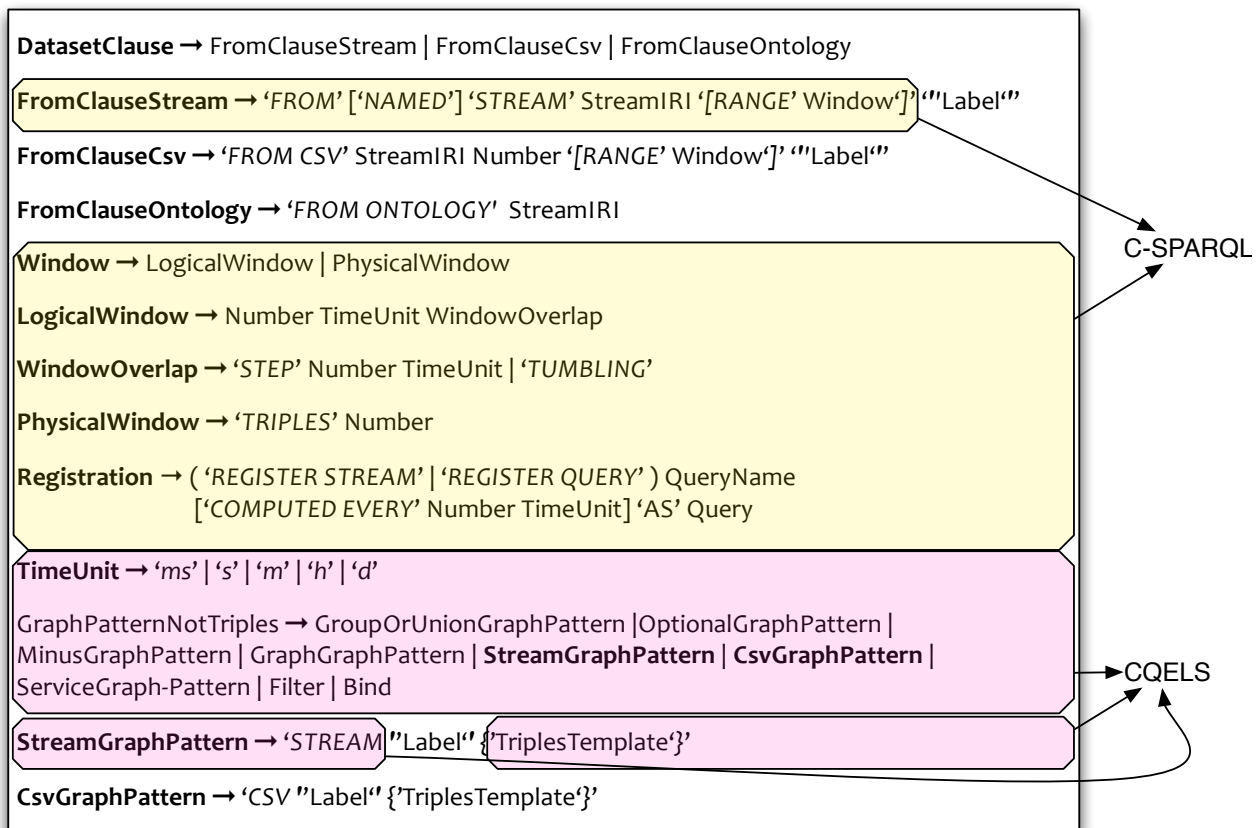 DatasetClause → FromClauseStream | FromClauseCsv | FromClauseOntology
FromClauseStream → ‘FROM’ [‘NAMED’] ‘STREAM’ StreamIRI ‘[RANGE’ Window‘]’ ‘"Label‘"’
FromClauseCsv → ‘FROM CSV’ StreamIRI Number ‘[RANGE’ Window‘]’ ‘"Label‘"’
FromClauseOntology → ‘FROM ONTOLOGY' StreamIRI
Window → LogicalWindow | PhysicalWindow
C-SPARQL
LogicalWindow → Number TimeUnit WindowOverlap
WindowOverlap → ‘STEP’ Number TimeUnit | ‘TUMBLING’
PhysicalWindow → ‘TRIPLES’ Number
Registration → ( ‘REGISTER STREAM’ | ‘REGISTER QUERY’ ) QueryName
[‘COMPUTED EVERY’ Number TimeUnit] ‘AS’ Query
TimeUnit → ‘ms’ | ‘s’ | ‘m’ | ‘h’ | ‘d’
GraphPatternNotTriples → GroupOrUnionGraphPattern |OptionalGraphPattern |
MinusGraphPattern | GraphGraphPattern | StreamGraphPattern | CsvGraphPattern |
CQELS
ServiceGraph-Pattern | Filter | Bind
StreamGraphPattern → ‘STREAM "Label‘' {’TriplesTemplate‘}’
CsvGraphPattern → ‘CSV "Label‘' {’TriplesTemplate‘}’